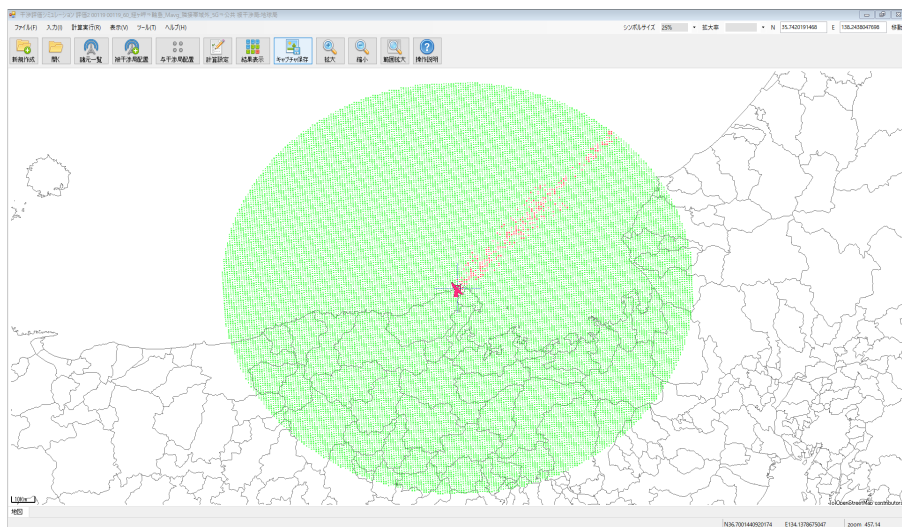 ファイル(F) 入力(I) 計算実行(R) 表示(V) ツール(T) ヘルプ(H)
シンボルサイズ 25% 拡大率 N 35.7420191468 E 138.2438047698 移動
新規作成 開く 諸元一覧 被干渉局配置 与干渉局配置 計算設定 結果表示 キャプチャ保存 拡大 縮小 範囲拡大 操作説明
10Km
OpenStreetMap contributors
地図
N36.7001440920174 E134.1378675047 zoom 457.14